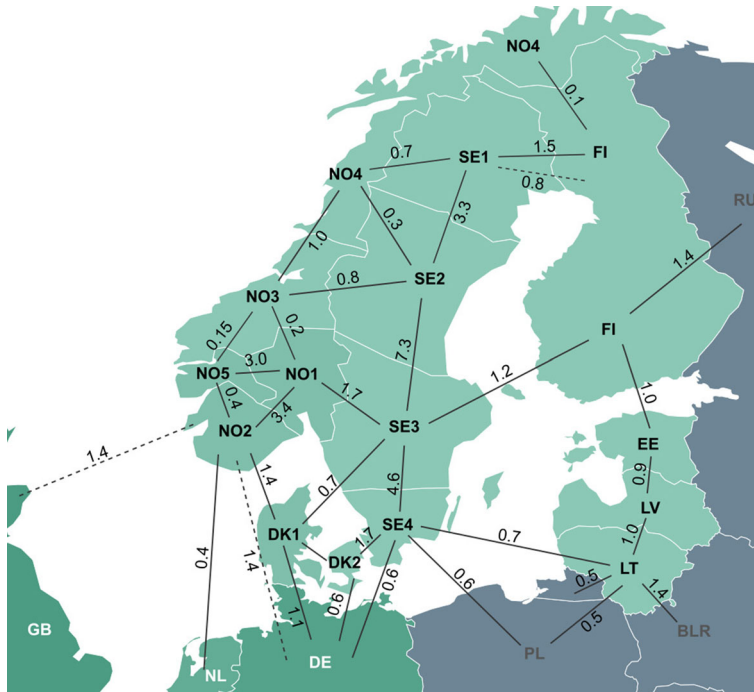 NO4
0.1
0.7
SE1
1.5
FI
NO4
0.8
RU
0.3
3.3
1.0
1.4
0.8
SE2
NO3
0.15
0.2
FI
7.3
3.0
NO5
NO1
1.2
0.4
1.7
1.0
3.4
NO2
SE3
EE
1.4
1.4
0.7
4.6
0.9
LV
SE4
DK1
1.7
0.7
1.0
0.4
1.4
DK2
LT
0.6
0.6
0.5
1.4
0.6
1.1
GB
0.5
BLR
NL
DE
PL